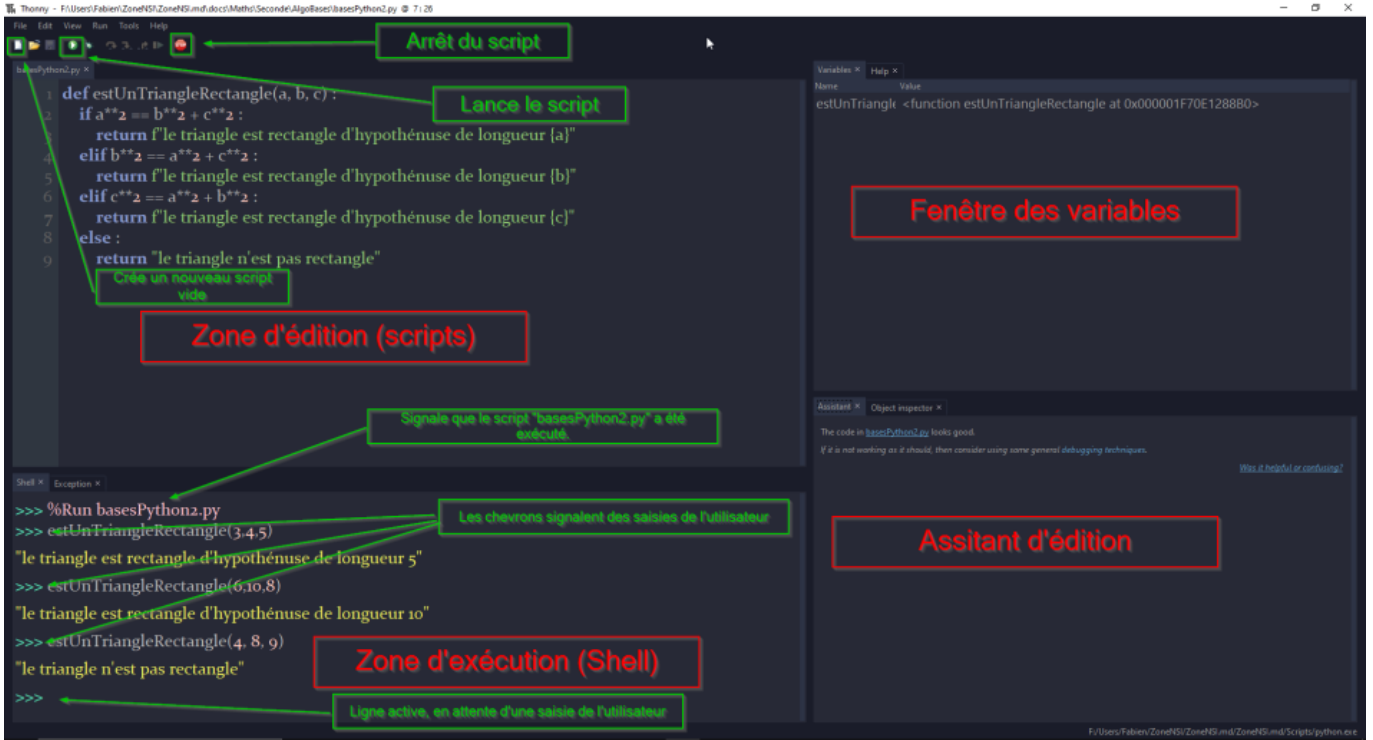 Thonny - F:\Users\Fabien\ZoneNSI\ZoneNSI\md\docs\Maths\Seconde\AlgoBases\basesPython2.py @ 7:26
File Edit View Run Tools Help
Arrêt du script
basesPython2.py ×
1 def estUnTriangleRectangle(a, b, c) :
2 if a**2 == b**2 + c**2 :
3 return f"le triangle est rectangle d'hypothénuse de longueur {a}"
4 elif b**2 == a**2 + c**2 :
5 return f"le triangle est rectangle d'hypothénuse de longueur {b}"
6 elif c**2 == a**2 + b**2 :
7 return f"le triangle est rectangle d'hypothénuse de longueur {c}"
8 else :
9 return "le triangle n'est pas rectangle"
Lance le script
Crée un nouveau script
vide
Zone d'édition (scripts)
Variables × Help ×
Name Value
estUnTriangle <function estUnTriangleRectangle at 0x000001F70E1288B0>
Fenêtre des variables
Signale que le script "basesPython2.py" a été
exécuté.
Assistant × Object inspector ×
The code in basesPython2.py looks good.
If it is not working as it should, then consider using some general debugging techniques.
Was it helpful or confusing?
Assitant d'édition
Shell × Exception ×
>>> %Run basesPython2.py
>>> estUnTriangleRectangle(3,4,5)
"le triangle est rectangle d'hypothénuse de longueur 5"
>>> estUnTriangleRectangle(6,10,8)
"le triangle est rectangle d'hypothénuse de longueur 10"
>>> estUnTriangleRectangle(4, 8, 9)
"le triangle n'est pas rectangle"
>>>
Les chevrons signalent des saisies de l'utilisateur
Zone d'exécution (Shell)
Ligne active, en attente d'une saisie de l'utilisateur
F:/Users/Fabien/ZoneNSI/ZoneNSI.md/ZoneNSI.md/Scripts/python.exe